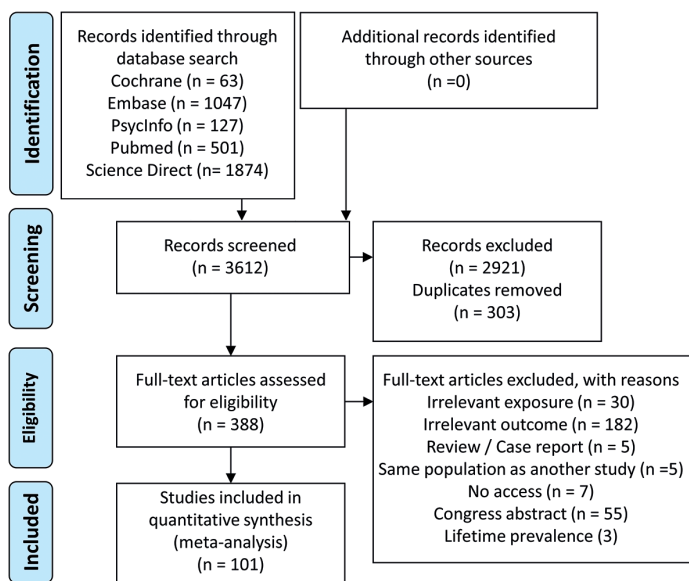 Identification
Records identified through
database search
Cochrane (n = 63)
Embase (n = 1047)
PsycInfo (n = 127)
Pubmed (n = 501)
Science Direct (n= 1874)
Additional records identified
through other sources
(n =0)
Screening
Records screened
(n = 3612)
Records excluded
(n = 2921)
Duplicates removed
(n = 303)
Eligibility
Full-text articles assessed
for eligibility
(n = 388)
Full-text articles excluded, with reasons
Irrelevant exposure (n = 30)
Irrelevant outcome (n = 182)
Review / Case report (n = 5)
Same population as another study (n =5)
No access (n = 7)
Congress abstract (n = 55)
Lifetime prevalence (3)
Included
Studies included in
quantitative synthesis
(meta-analysis)
(n = 101)